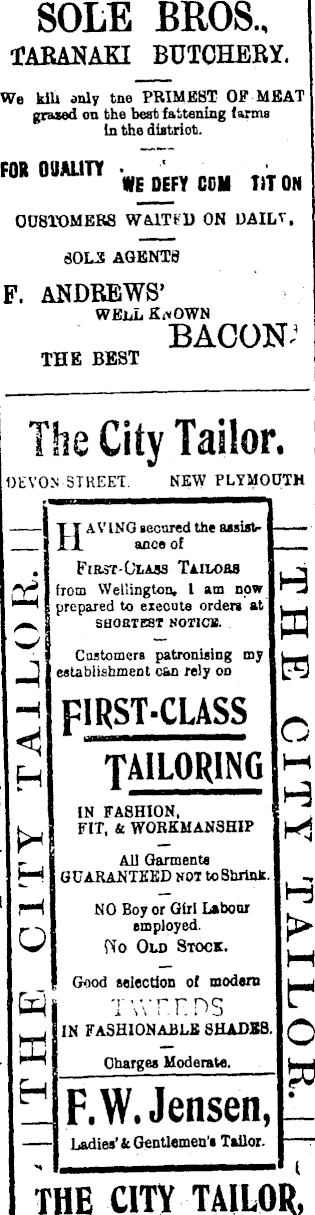 SOLE BROS.,
TARANAKI BUTCHERY.
We kill only tne PRIMEST OF MEAT
grased on the best fattening farms
in the district.
FOR QUALITY
WE DEFY COM TIT ON
CUSTOMERS WAITED ON DAILY.
SOLE AGENTS
F. ANDREWS'
WELL KNOWN
BACON
THE BEST
The City Tailor.
DEVON STREET. NEW PLYMOUTH
THE CITY TAILOR.
HAVING secured the assist-
ance of
FIRST-CLASS TAILORS
from Wellington, I am now
prepared to execute orders at
SHORTEST NOTICE.
Customers patronising my
establishment can rely on
FIRST-CLASS
TAILORING
IN FASHION,
FIT, & WORKMANSHIP
All Garments
GUARANTEED NOT to Shrink.
NO Boy or Girl Labour
employed.
No OLD STOCK.
Good selection of modern
TWEEDS
IN FASHIONABLE SHADES.
Charges Moderate.
F. W. Jensen,
Ladies' & Gentlemen's Tailor.
THE CITY TAILOR.
THE CITY TAILOR,